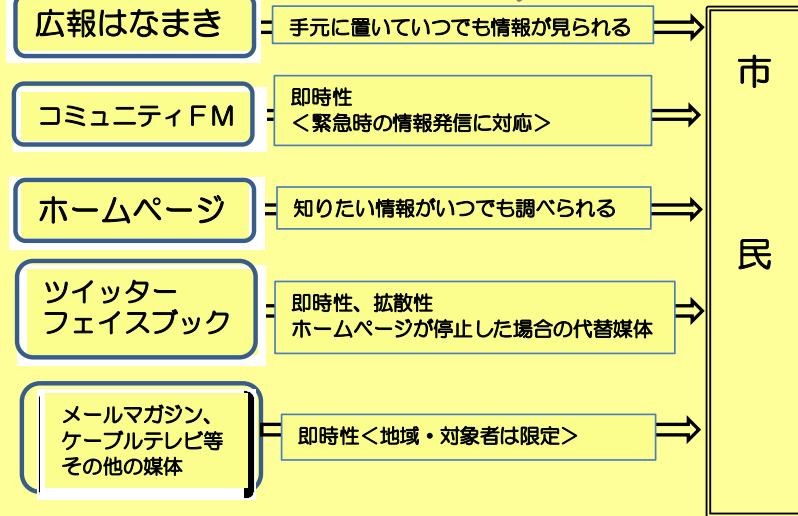 広報はなまき
手元に置いていつでも情報が見られる
コミュニティFM
即時性
<緊急時の情報発信に対応>
ホームページ
知りたい情報がいつでも調べられる
ツイッター
フェイスブック
即時性、拡散性
ホームページが停止した場合の代替媒体
メールマガジン、
ケーブルテレビ等
その他の媒体
即時性<地域・対象者は限定>
市
民